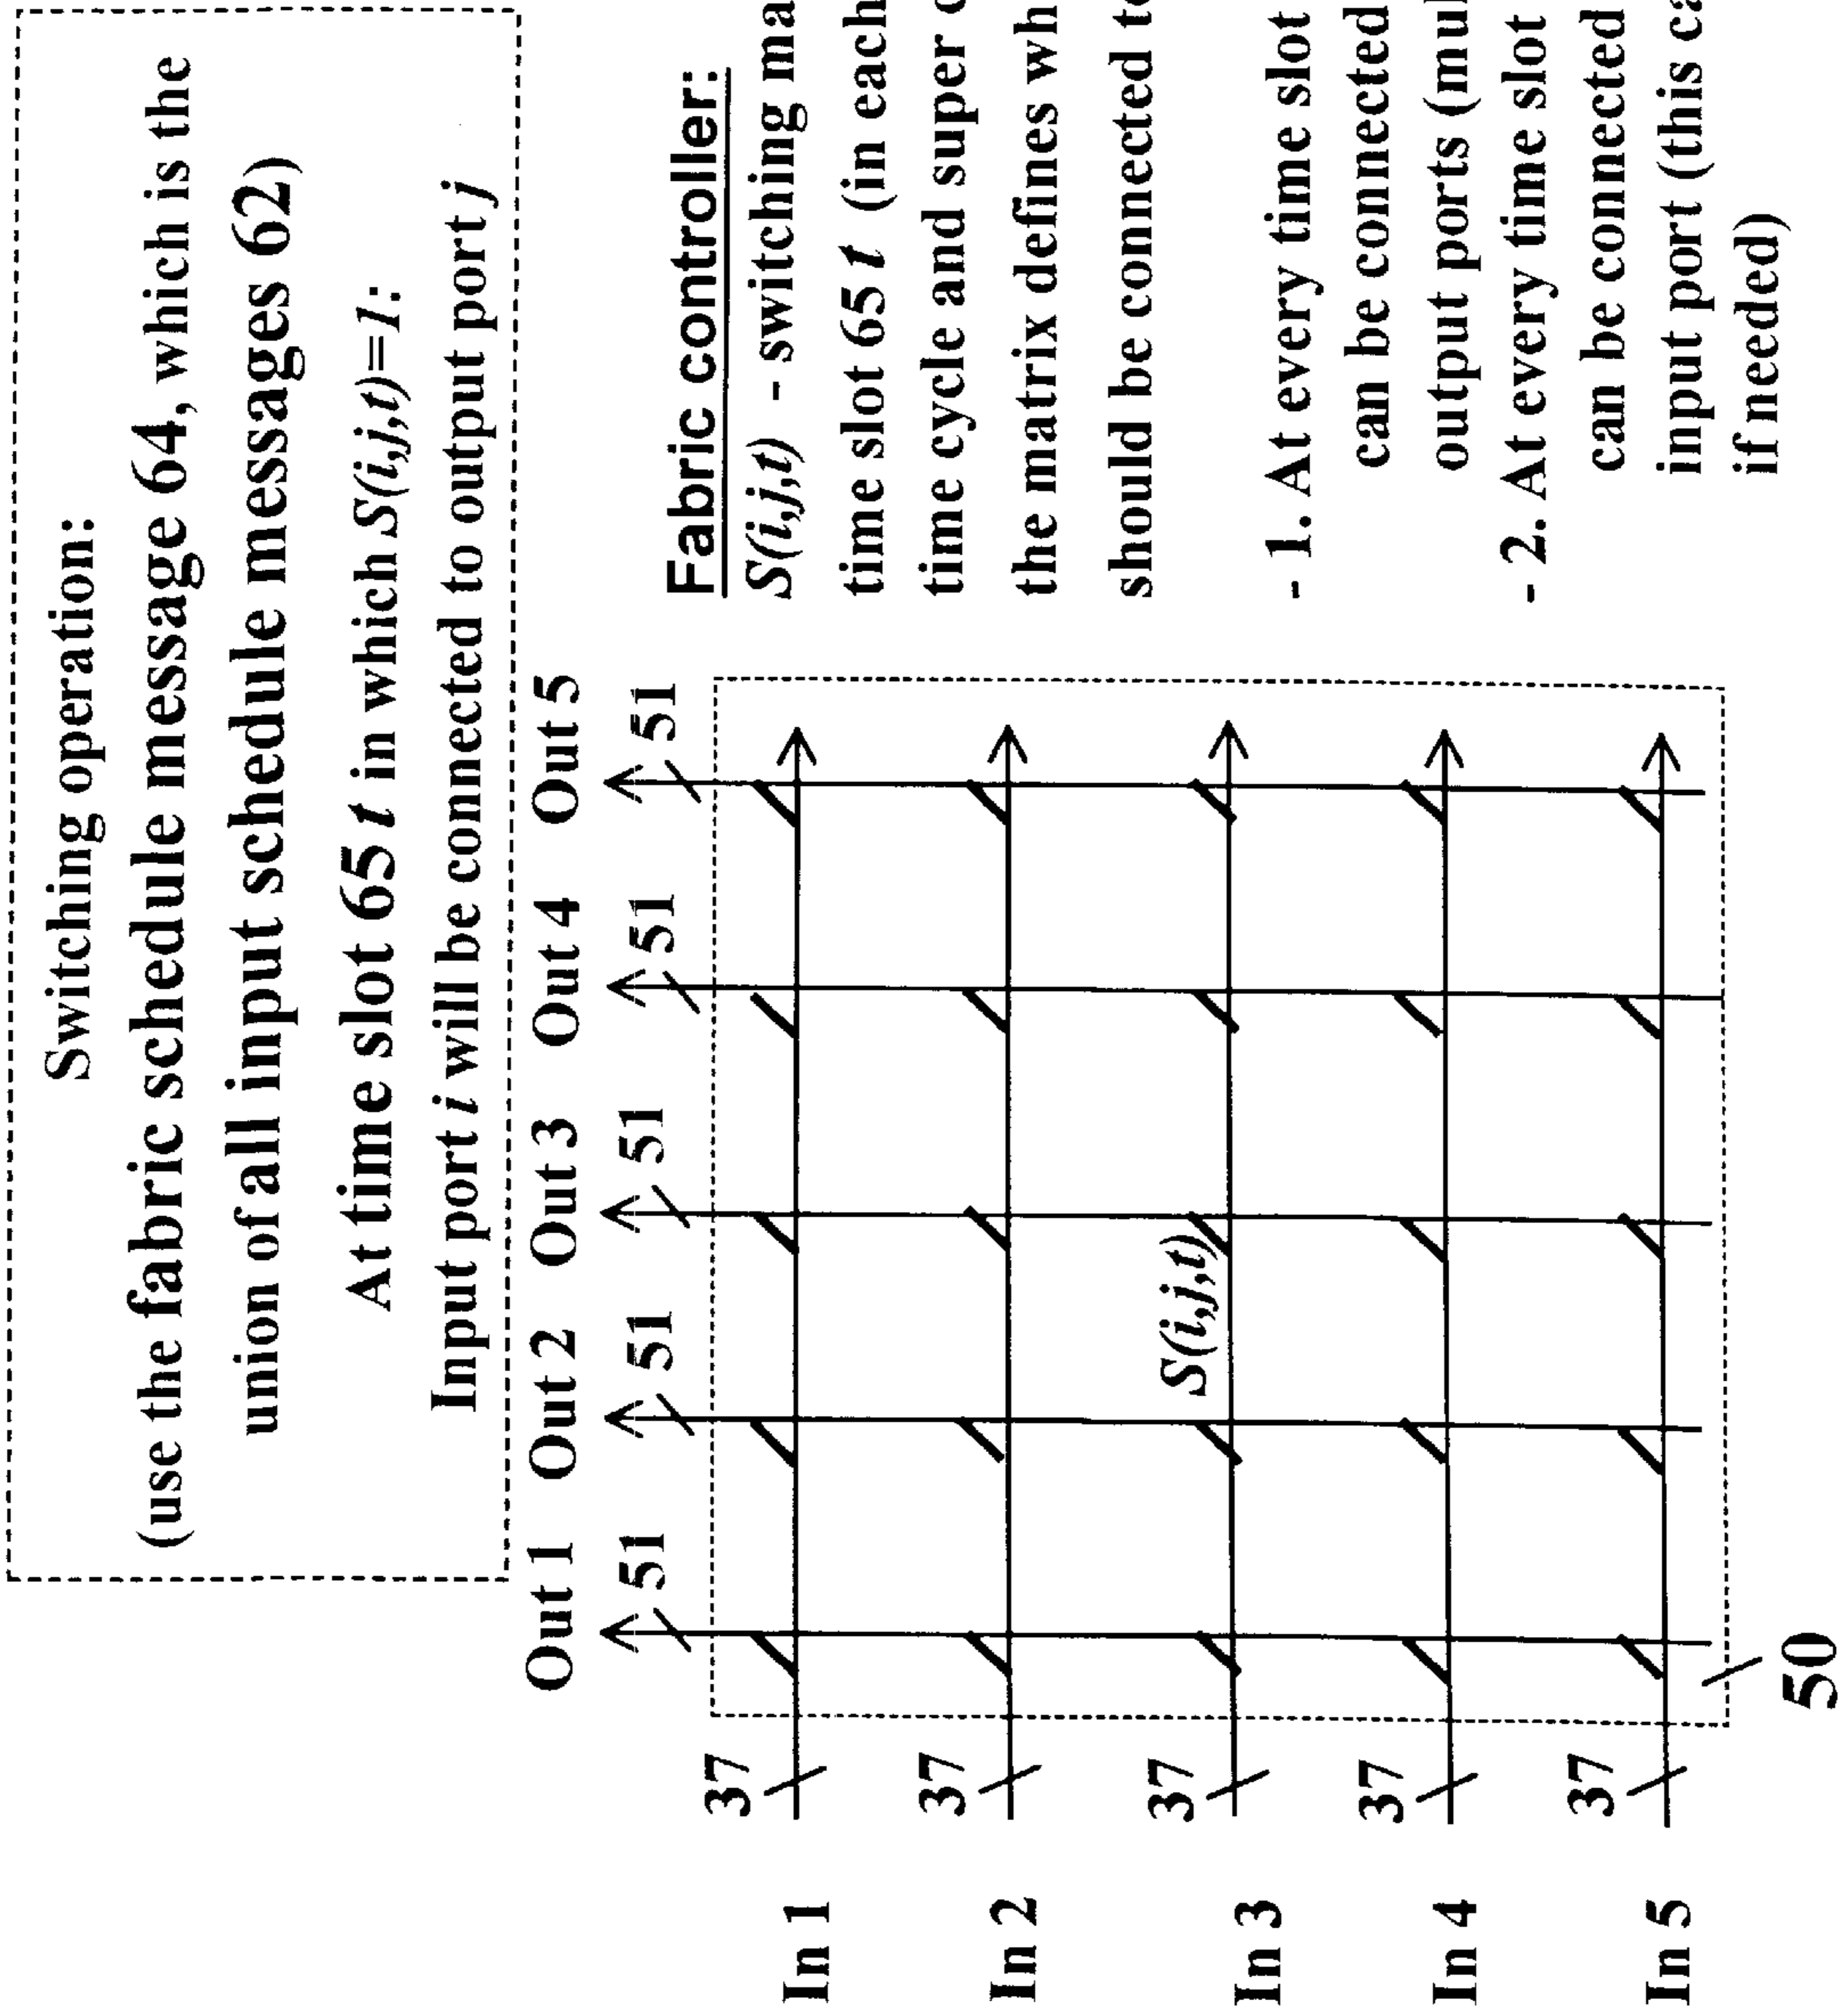 Switching operation:
(use the fabric schedule message 64, which is the
union of all input schedule messages 62)
At time slot 65 t in which S(i,j,t)=1:
Input port i will be connected to output port j
Out 1 Out 2 Out 3 Out 4 Out 5
51 51 51 51 51
37
In 1
37
In 2
S(i,j,t)
37
In 3
37
In 4
37
In 5
50
Fabric controller:
S(i,j,t) - switching ma
time slot 65 t (in each
time cycle and super
the matrix defines wh
should be connected to
- 1. At every time slot
can be connected
output ports (mul
- 2. At every time slot
can be connected
input port (this ca
if needed)